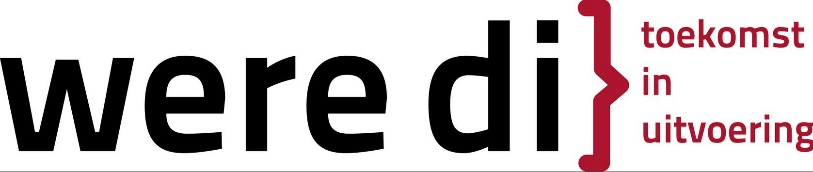 were di
toekomst
in
uitvoering